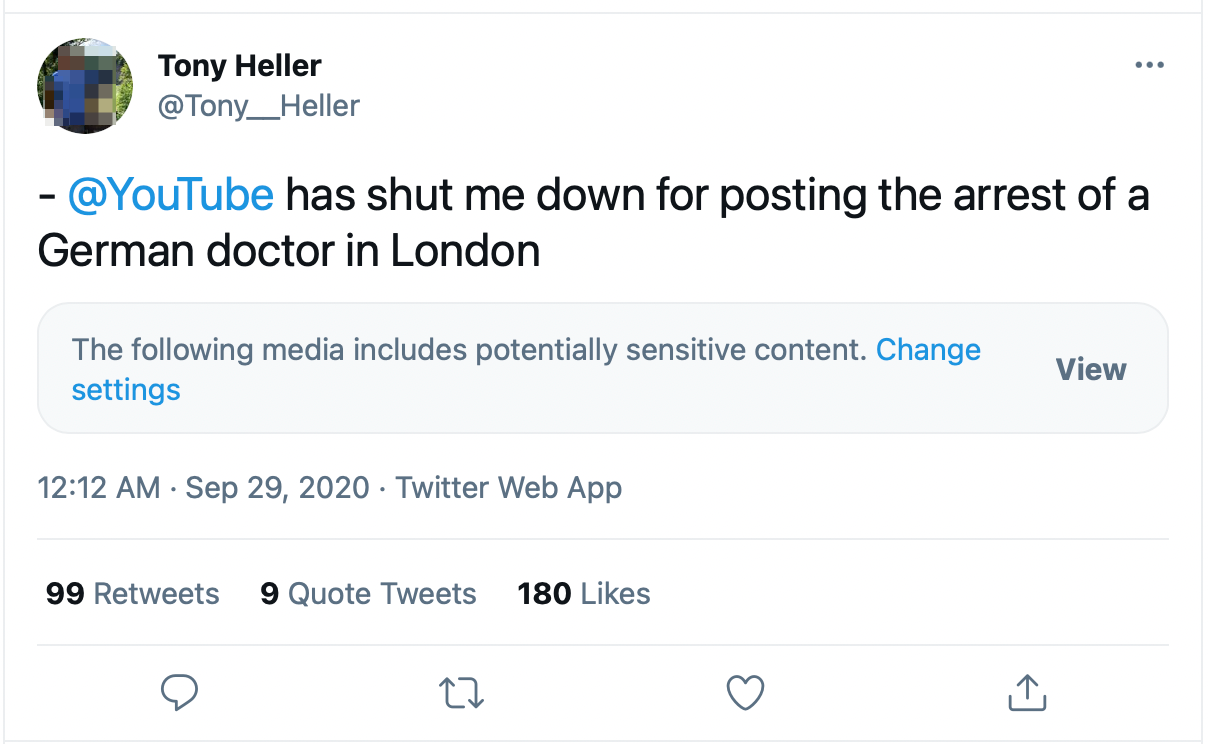 Tony Heller
@Tony__Heller
- @YouTube has shut me down for posting the arrest of a
German doctor in London
The following media includes potentially sensitive content. Change
settings
View
12:12 AM · Sep 29, 2020 · Twitter Web App
99 Retweets 9 Quote Tweets 180 Likes